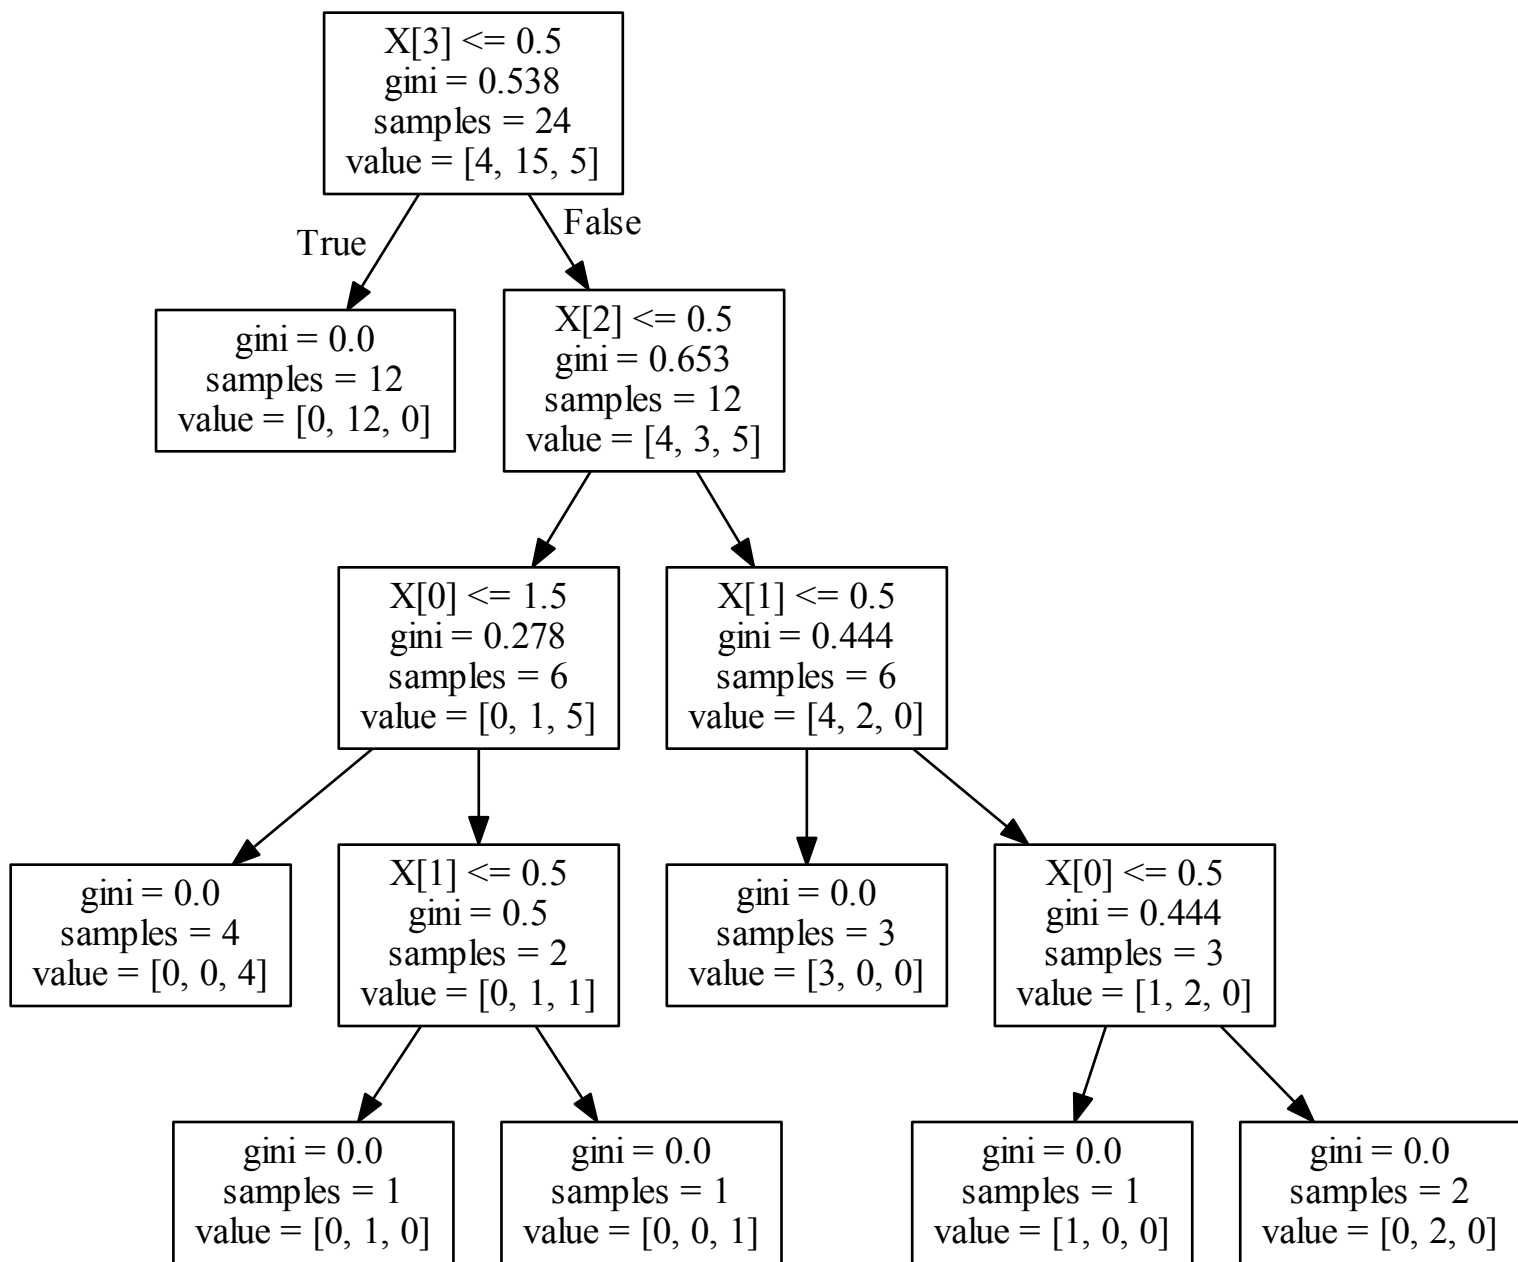 X[3] <= 0.5
gini = 0.538
samples = 24
value = [4, 15, 5]
True
False
gini = 0.0
samples = 12
value = [0, 12, 0]
X[2] <= 0.5
gini = 0.653
samples = 12
value = [4, 3, 5]
X[0] <= 1.5
gini = 0.278
samples = 6
value = [0, 1, 5]
X[1] <= 0.5
gini = 0.444
samples = 6
value = [4, 2, 0]
gini = 0.0
samples = 4
value = [0, 0, 4]
X[1] <= 0.5
gini = 0.5
samples = 2
value = [0, 1, 1]
gini = 0.0
samples = 3
value = [3, 0, 0]
X[0] <= 0.5
gini = 0.444
samples = 3
value = [1, 2, 0]
gini = 0.0
samples = 1
value = [0, 1, 0]
gini = 0.0
samples = 1
value = [0, 0, 1]
gini = 0.0
samples = 1
value = [1, 0, 0]
gini = 0.0
samples = 2
value = [0, 2, 0]